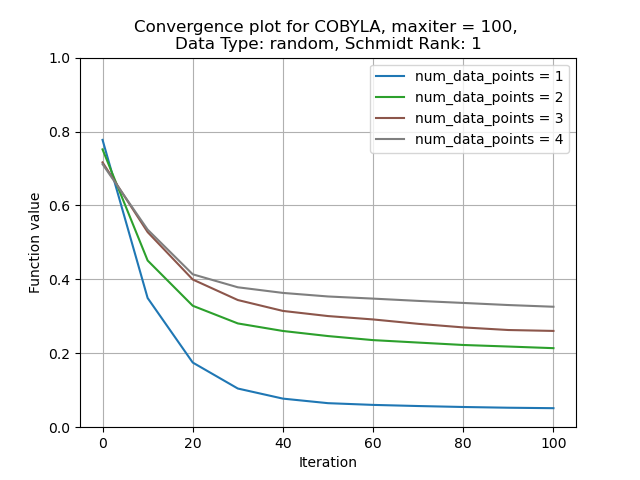 Convergence plot for COBYLA, maxiter = 100,
Data Type: random, Schmidt Rank: 1
num_data_points = 1
num_data_points = 2
num_data_points = 3
num_data_points = 4
Function value
1.0
0.8
0.6
0.4
0.2
0.0
0 20 40 60 80 100
Iteration